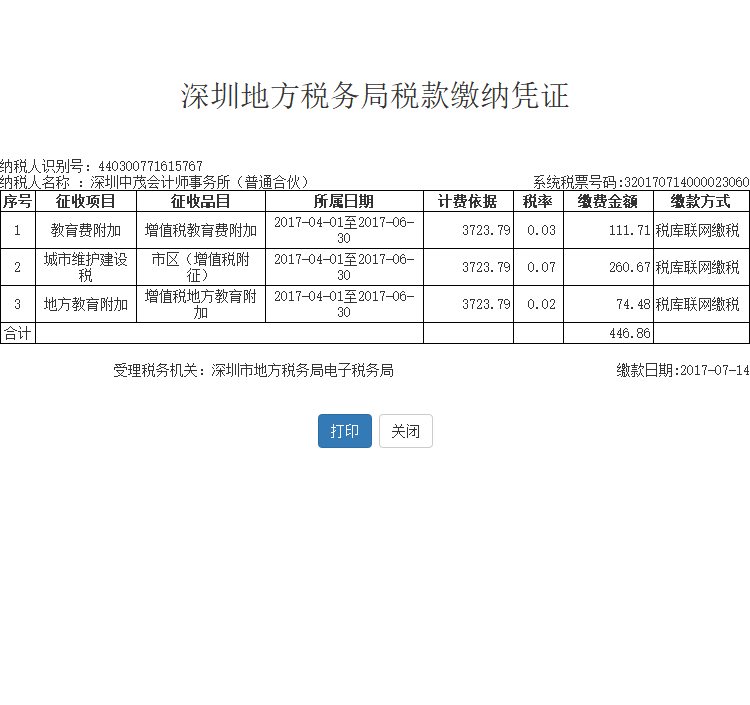 深圳地方税务局税款缴纳凭证
纳税人识别号：440300771615767
纳税人名称 ：深圳中茂会计师事务所（普通合伙） 系统税票号码:320170714000023060
序号 征收项目 征收品目 所属日期 计费依据 税率 缴费金额 缴款方式
1 教育费附加 增值税教育费附加 2017-04-01至2017-06-30 3723.79 0.03 111.71 税库联网缴税
2 城市维护建设税 市区（增值税附征） 2017-04-01至2017-06-30 3723.79 0.07 260.67 税库联网缴税
3 地方教育附加 增值税地方教育附加 2017-04-01至2017-06-30 3723.79 0.02 74.48 税库联网缴税
合计 446.86
受理税务机关：深圳市地方税务局电子税务局 缴款日期:2017-07-14
打印 关闭